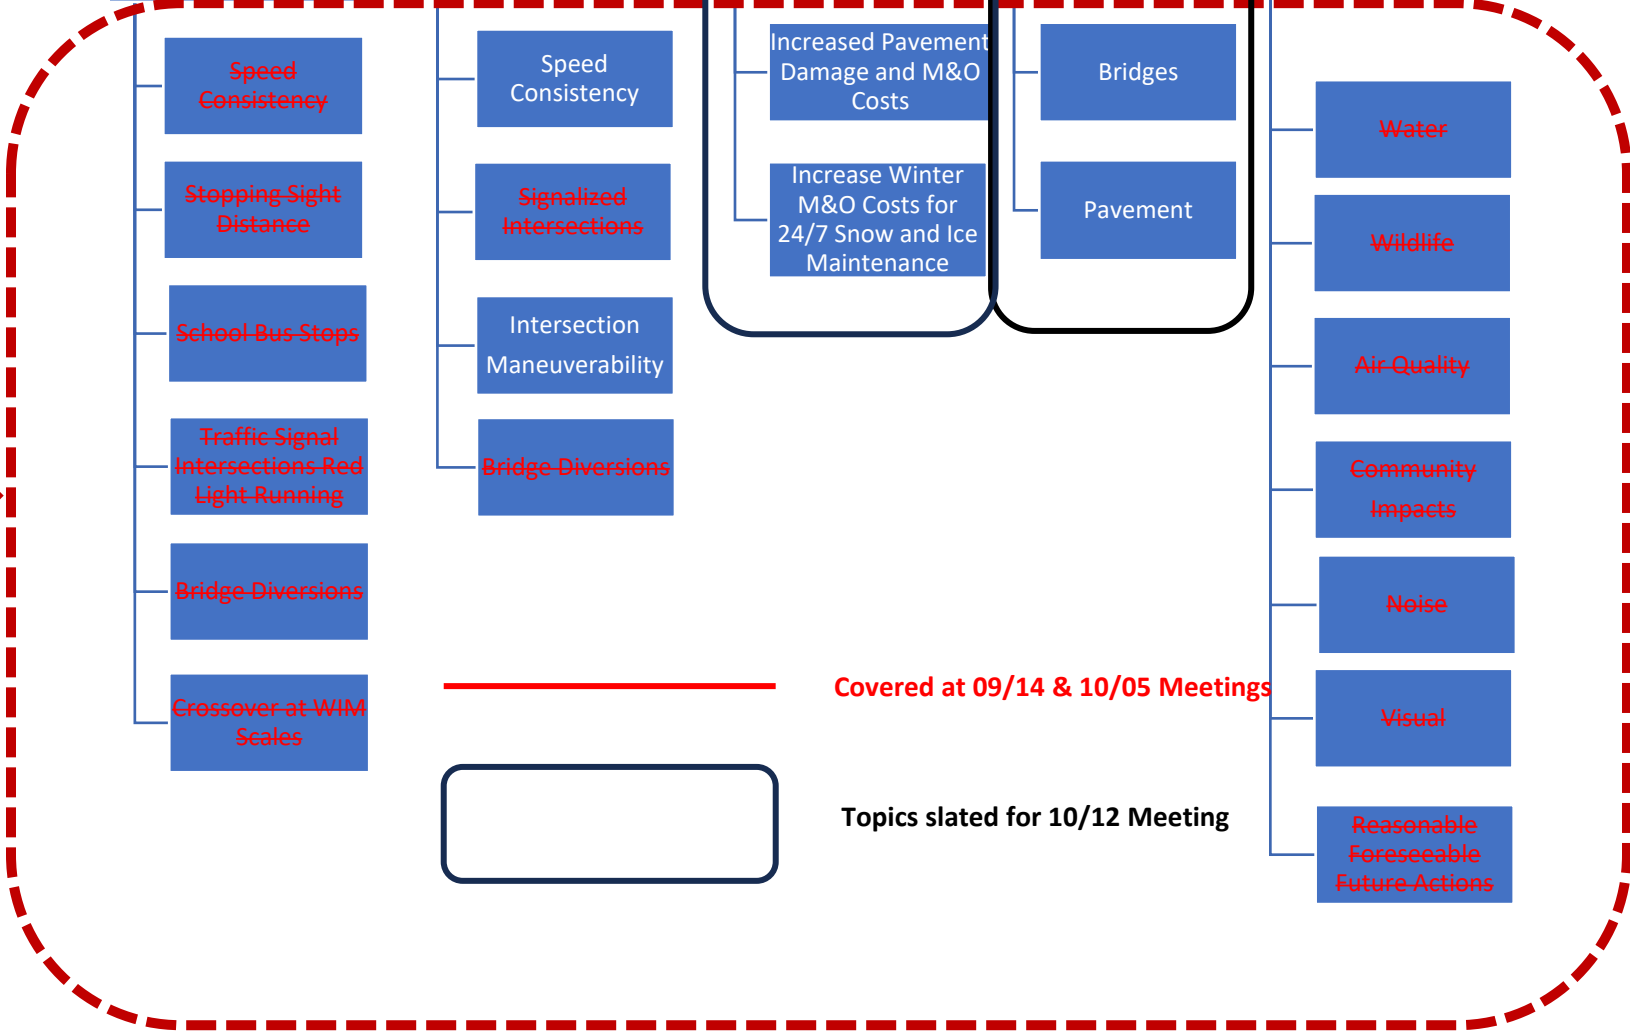 Speed
Consistency
Stopping Sight
Distance
School Bus Stops
Traffic Signal
Intersections Red
Light Running
Bridge Diversions
Crossover at WIM
Scales
Speed
Consistency
Signalized
Intersections
Intersection
Maneuverability
Bridge Diversions
Increased Pavement
Damage and M&O
Costs
Increase Winter
M&O Costs for
24/7 Snow and Ice
Maintenance
Bridges
Pavement
Water
Wildlife
Air Quality
Community
Impacts
Noise
Visual
Reasonable
Foreseeable
Future Actions
Covered at 09/14 & 10/05 Meetings
Topics slated for 10/12 Meeting